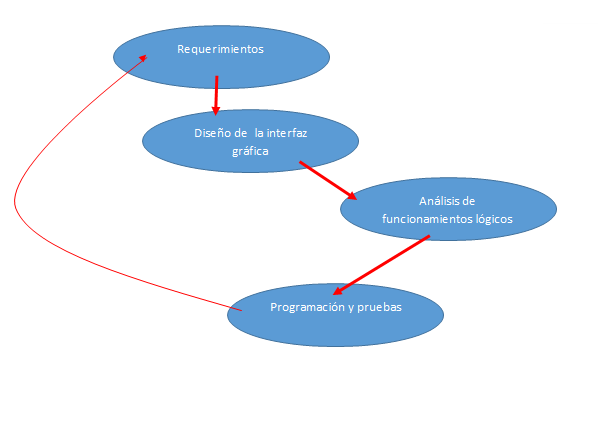 Requerimientos
Diseño de la interfaz
gráfica
Análisis de
funcionamientos lógicos
Programación y pruebas